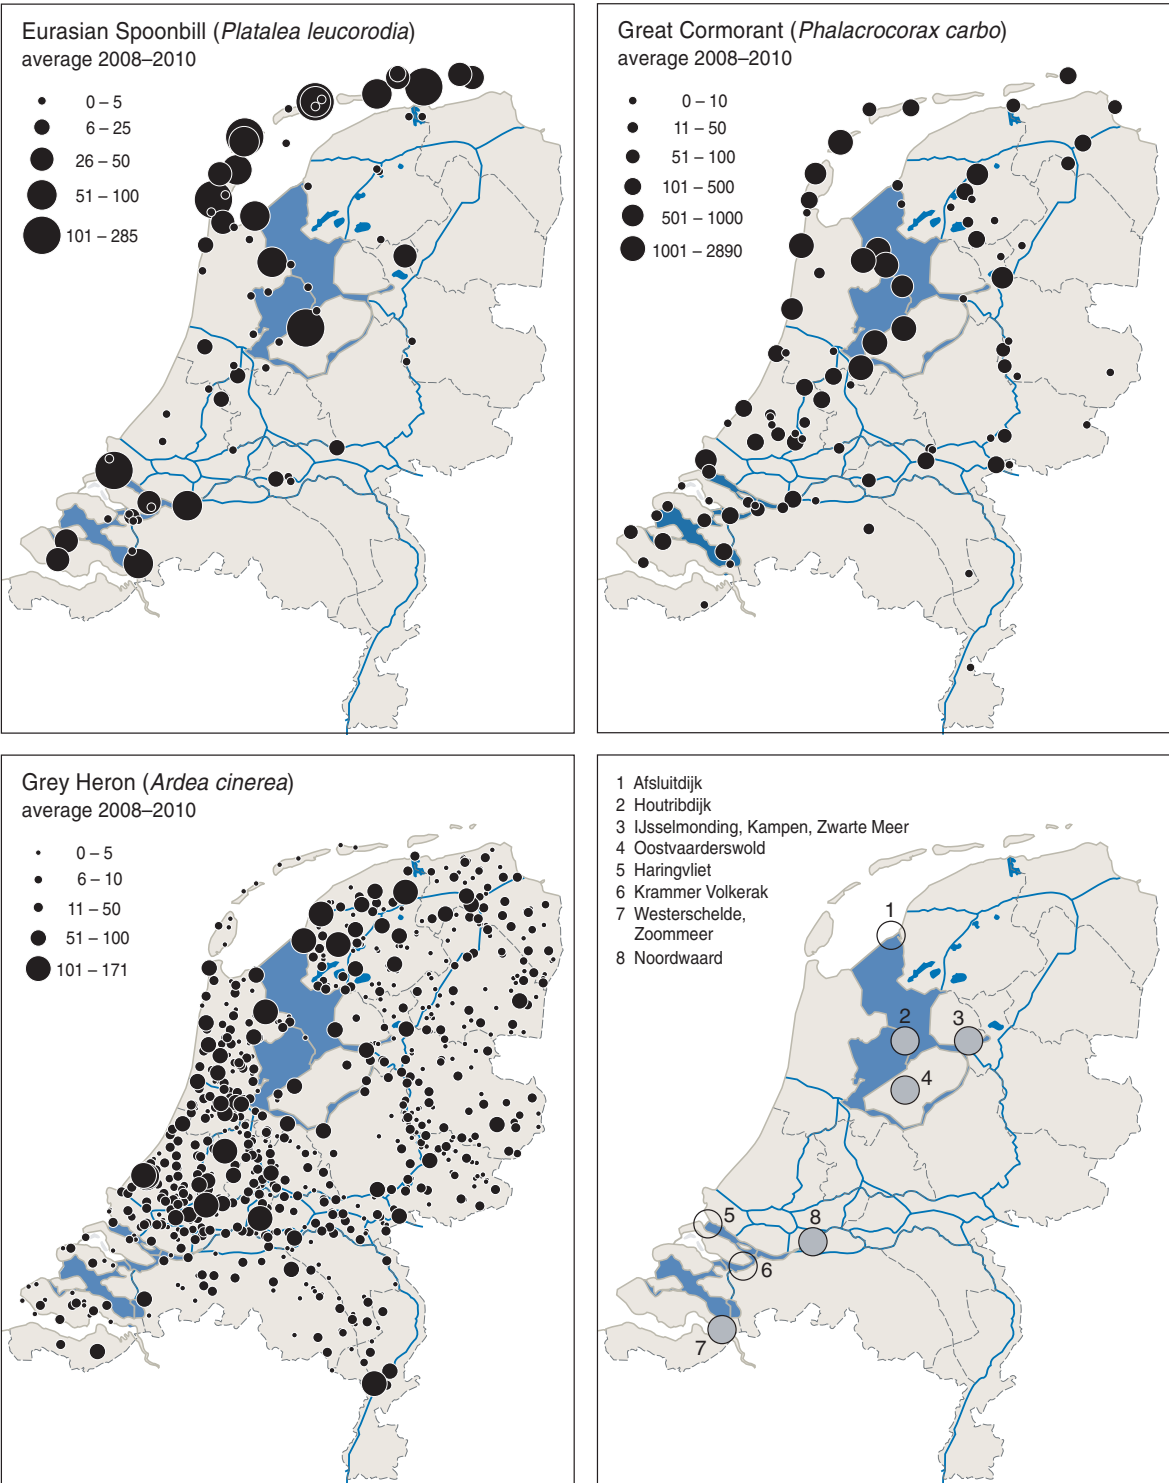 Eurasian Spoonbill (Platalea leucorodia)
average 2008–2010
0 – 5
6 – 25
26 – 50
51 – 100
101 – 285
Great Cormorant (Phalacrocorax carbo)
average 2008–2010
0 – 10
11 – 50
51 – 100
101 – 500
501 – 1000
1001 – 2890
Grey Heron (Ardea cinerea)
average 2008–2010
0 – 5
6 – 10
11 – 50
51 – 100
101 – 171
1 Afsluitdijk
2 Houtribdijk
3 IJsselmonding, Kampen, Zwarte Meer
4 Oostvaarderswold
5 Haringvliet
6 Krammer Volkerak
7 Westerschelde,
Zoommeer
8 Noordwaard
1
2
3
4
5
8
6
7